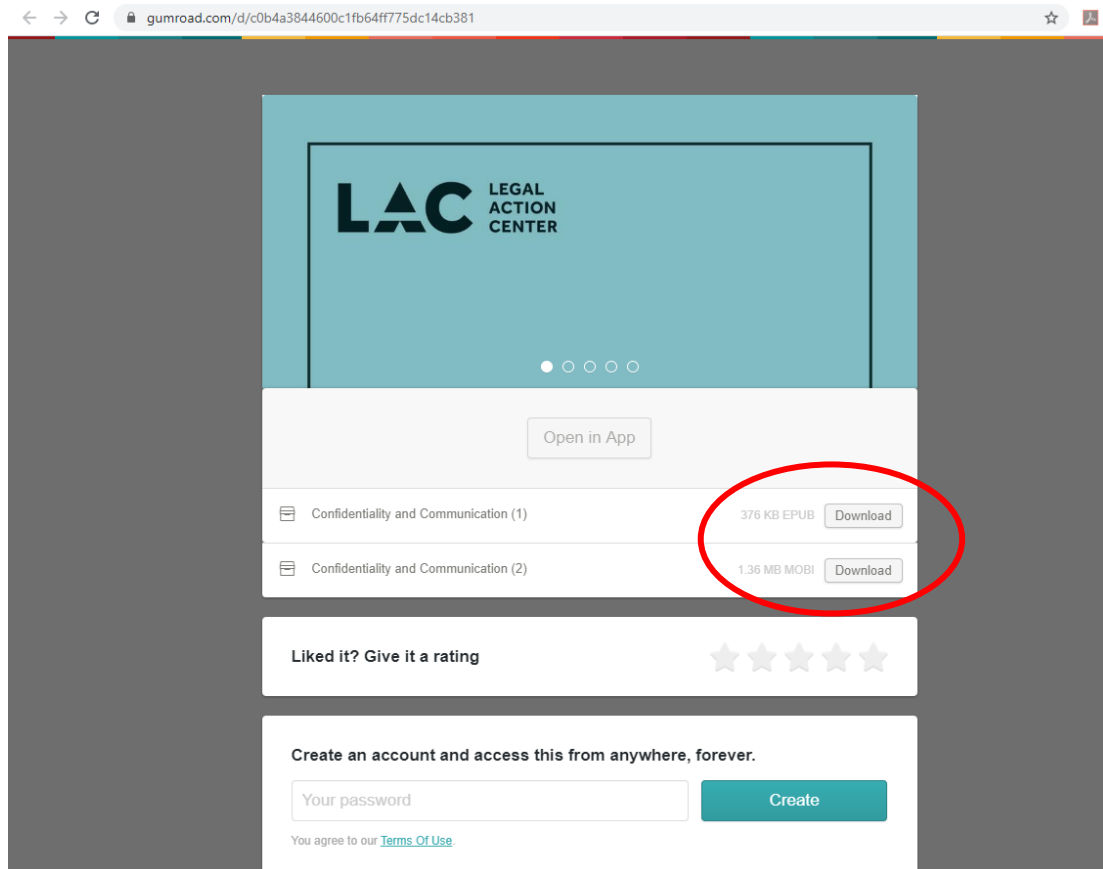 gumroad.com/d/c0b4a3844600c1fb64ff775dc14cb381
LAC LEGAL
ACTION
CENTER
Open in App
Confidentiality and Communication (1) 376 KB EPUB Download
Confidentiality and Communication (2) 1.36 MB MOBI Download
Liked it? Give it a rating
Create an account and access this from anywhere, forever.
Your password Create
You agree to our Terms Of Use.